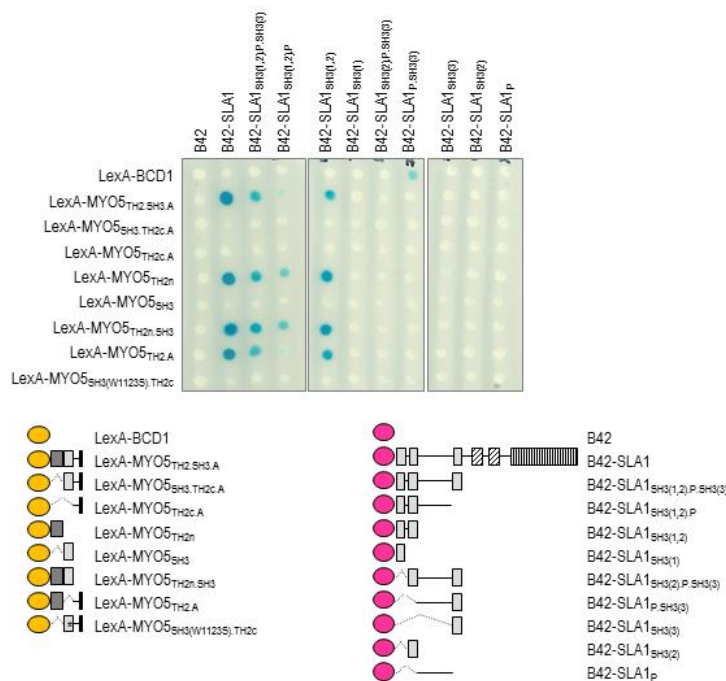 B42
B42-SLA1
B42-SLA1SH3(1,2).P.SH3(3)
B42-SLA1SH3(1,2).P
B42-SLA1SH3(1,2)
B42-SLA1SH3(1)
B42-SLA1SH3(2).P.SH3(3)
B42-SLA1P.SH3(3)
B42-SLA1SH3(3)
B42-SLA1SH3(2)
B42-SLA1P
LexA-BCD1
LexA-MYO5TH2.SH3.A
LexA-MYO5SH3.TH2c.A
LexA-MYO5TH2c.A
LexA-MYO5TH2n
LexA-MYO5SH3
LexA-MYO5TH2n.SH3
LexA-MYO5TH2.A
LexA-MYO5SH3(W1123S).TH2c
LexA-BCD1
LexA-MYO5TH2.SH3.A
LexA-MYO5SH3.TH2c.A
LexA-MYO5TH2c.A
LexA-MYO5TH2n
LexA-MYO5SH3
LexA-MYO5TH2n.SH3
LexA-MYO5TH2.A
LexA-MYO5SH3(W1123S).TH2c
B42
B42-SLA1
B42-SLA1SH3(1,2).P.SH3(3)
B42-SLA1SH3(1,2).P
B42-SLA1SH3(1,2)
B42-SLA1SH3(1)
B42-SLA1SH3(2).P.SH3(3)
B42-SLA1P.SH3(3)
B42-SLA1SH3(3)
B42-SLA1SH3(2)
B42-SLA1P